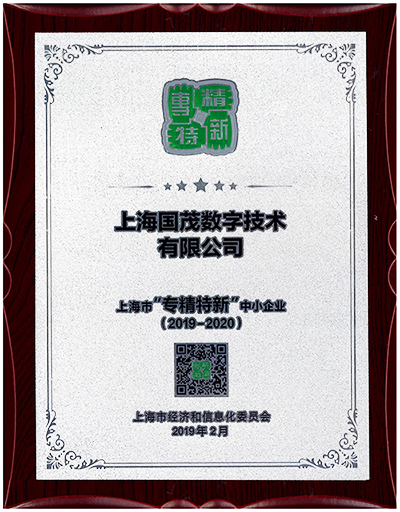 專精
特新
上海国茂数字技术
有限公司
上海市“专精特新”中小企业
（2019-2020）
上海市经济和信息化委员会
2019年2月